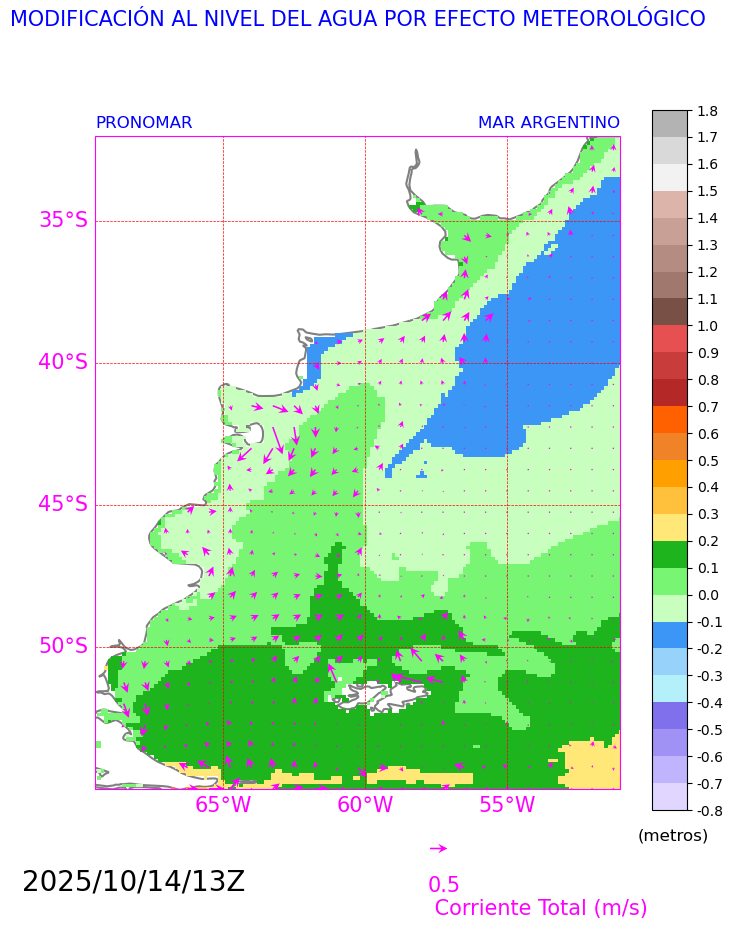 MODIFICACIÓN AL NIVEL DEL AGUA POR EFECTO METEOROLÓGICO
PRONOMAR
MAR ARGENTINO
35°S
40°S
45°S
50°S
65°W
60°W
55°W
1.8
1.7
1.6
1.5
1.4
1.3
1.2
1.1
1.0
0.9
0.8
0.7
0.6
0.5
0.4
0.3
0.2
0.1
0.0
-0.1
-0.2
-0.3
-0.4
-0.5
-0.6
-0.7
-0.8
(metros)
2025/10/14/13Z
0.5
Corriente Total (m/s)